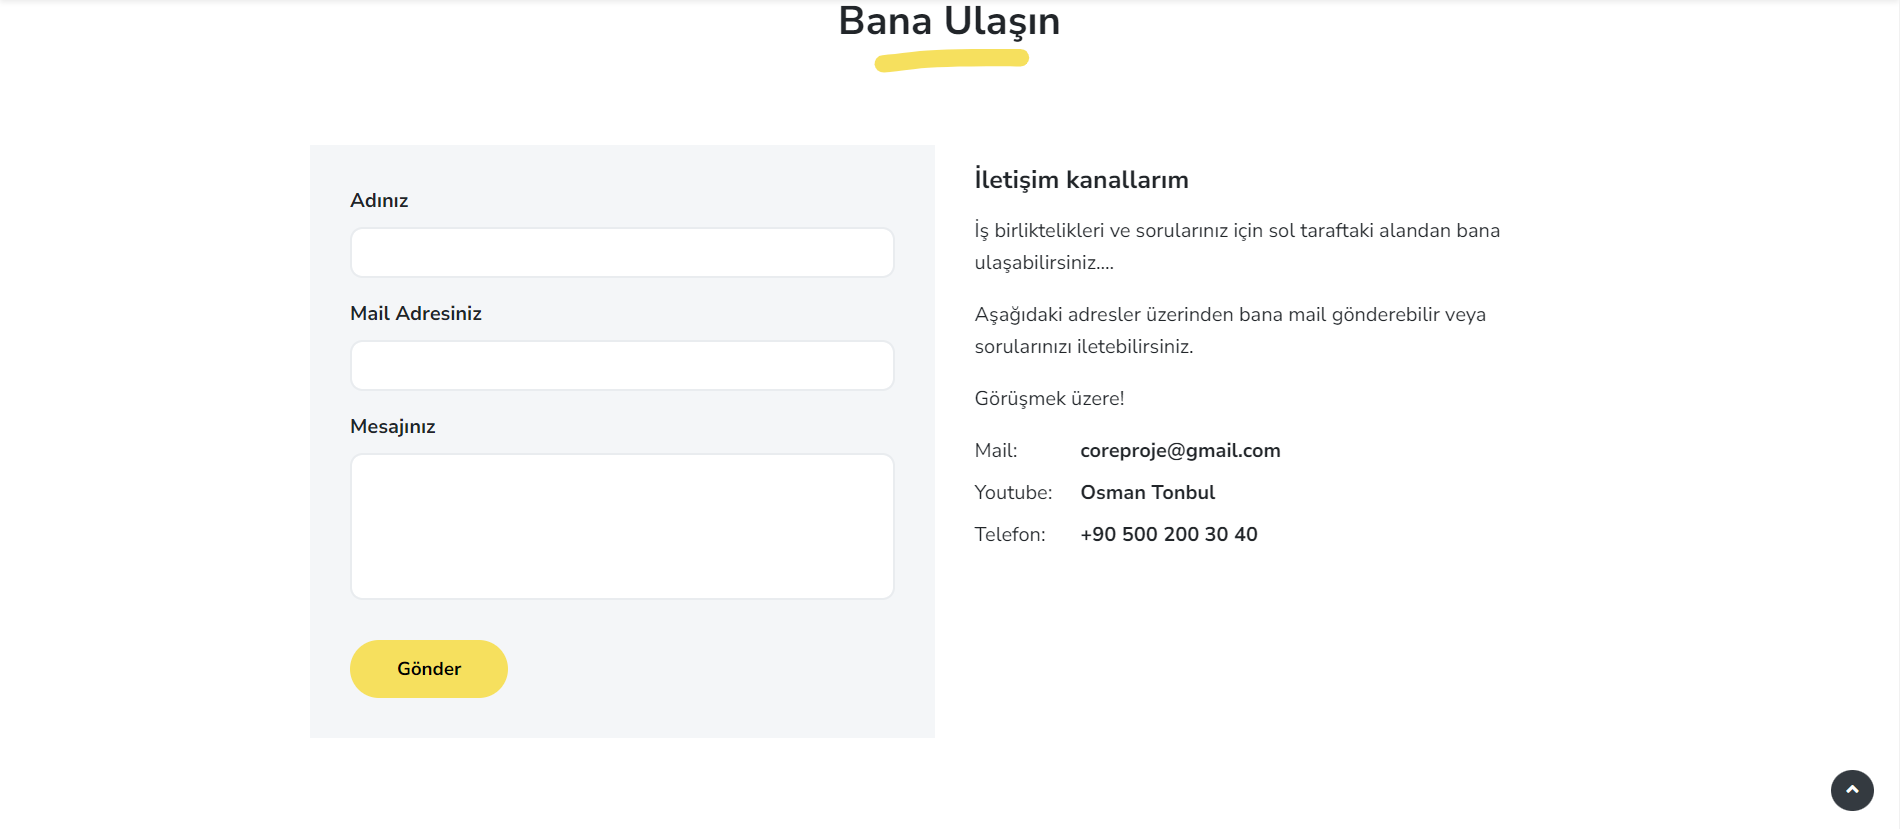 Bana Ulaşın
Adınız
Mail Adresiniz
Mesajınız
Gönder
İletişim kanallarım
İş birliktelikleri ve sorularınız için sol taraftaki alandan bana
ulaşabilirsiniz....
Aşağıdaki adresler üzerinden bana mail gönderebilir veya
sorularınızı iletebilirsiniz.
Görüşmek üzere!
Mail: coreproje@gmail.com
Youtube: Osman Tonbul
Telefon: +90 500 200 30 40